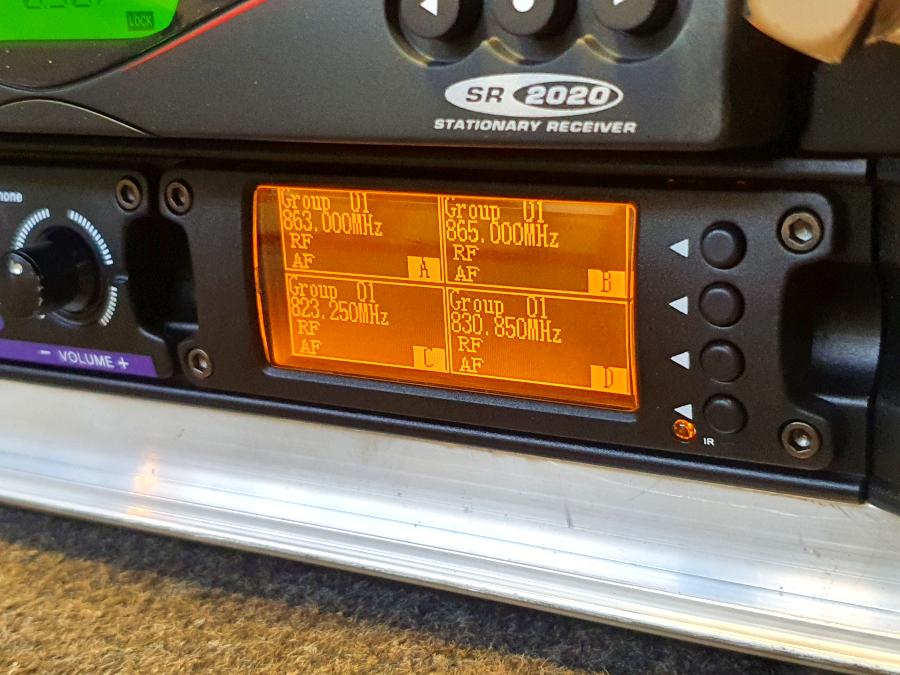 LOCK
SR 2020
STATIONARY RECEIVER
Group 01
863.000MHz
RF
AF
A
Group 01
865.000MHz
RF
AF
B
Group 01
823.250MHz
RF
AF
C
Group 01
830.850MHz
RF
AF
D
- VOLUME +
IR